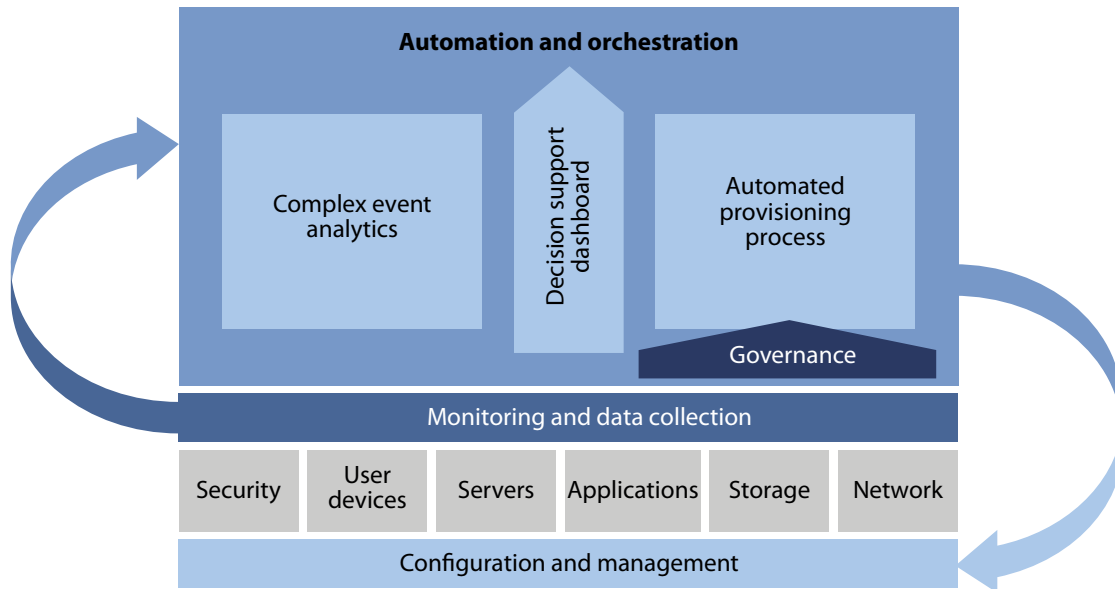 Automation and orchestration
Complex event
analytics
Decision support
dashboard
Automated
provisioning
process
Governance
Monitoring and data collection
Security
User
devices
Servers
Applications
Storage
Network
Configuration and management